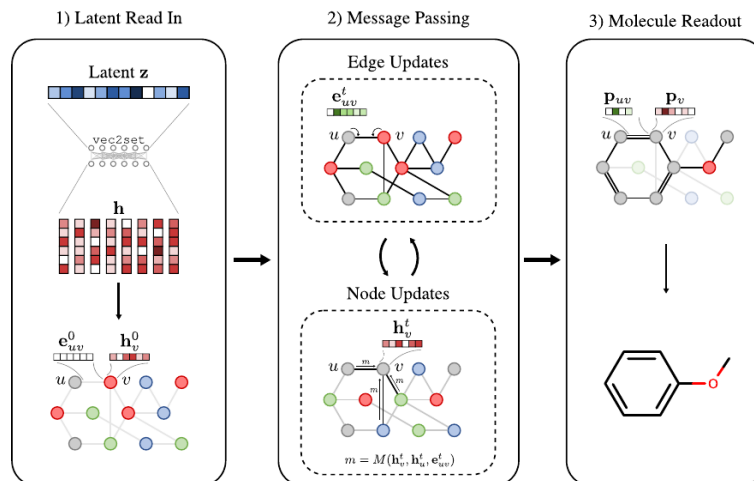 1) Latent Read In
Latent z
vec2set
h
e⁰ᵤᵥ h⁰ᵥ
u v
2) Message Passing
Edge Updates
eᵗᵤᵥ
u v
Node Updates
hᵗᵥ
u m v
m m
m = M(hᵗᵥ, hᵗᵤ, eᵗᵤᵥ)
3) Molecule Readout
pᵤᵥ pᵥ
u v
O